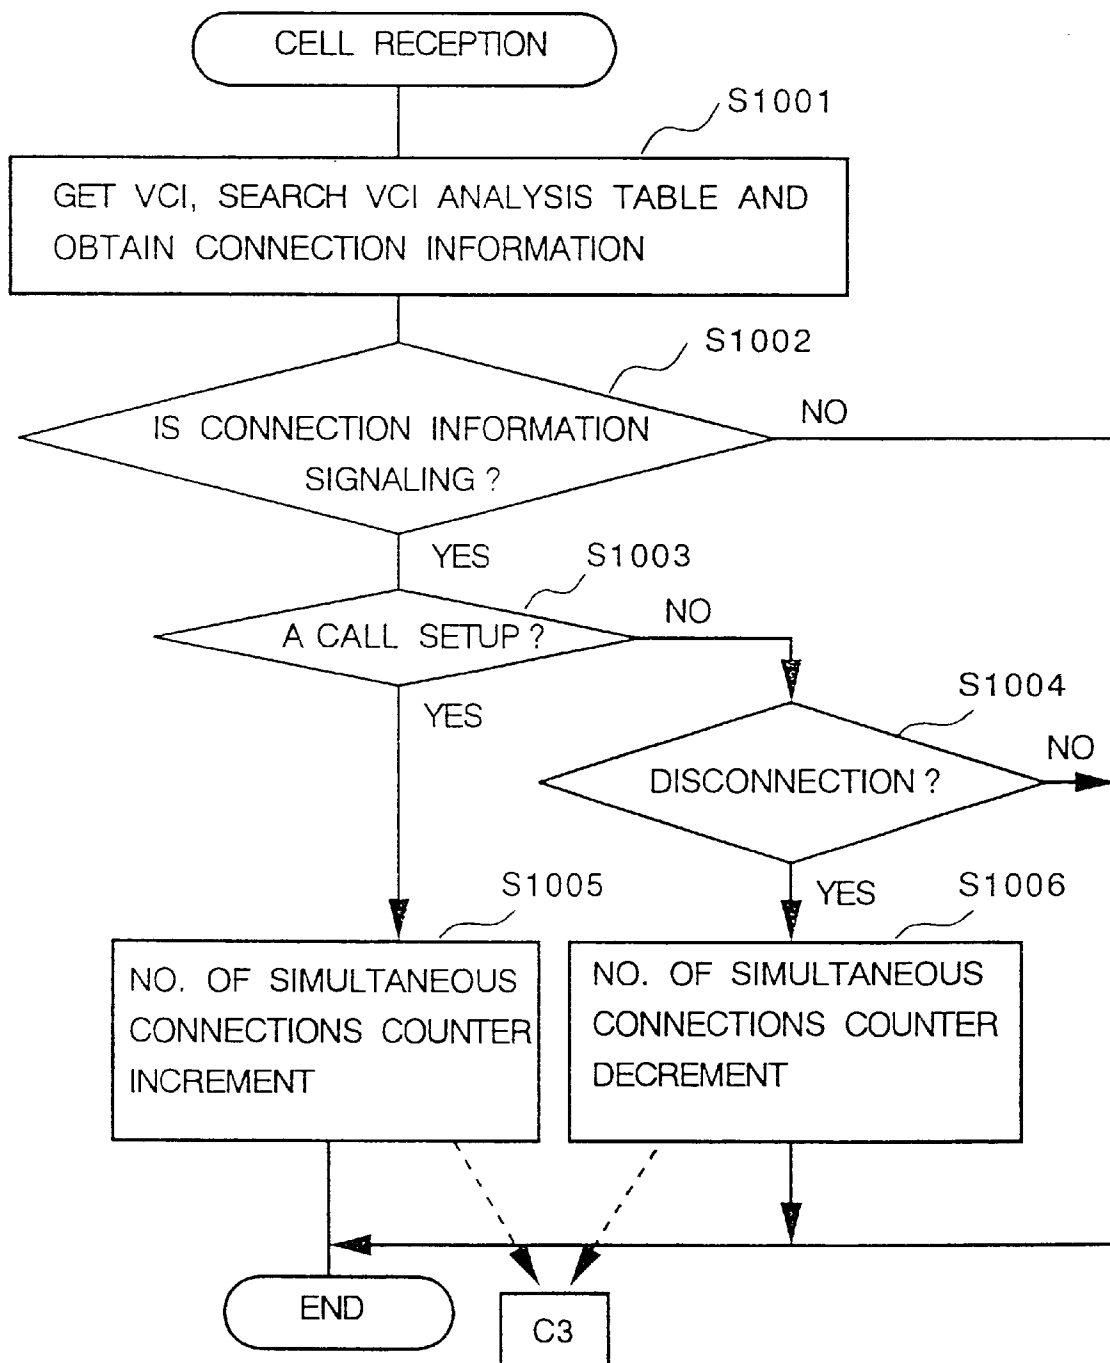 CELL RECEPTION
S1001
GET VCI, SEARCH VCI ANALYSIS TABLE AND
OBTAIN CONNECTION INFORMATION
S1002
IS CONNECTION INFORMATION
SIGNALING ?
NO
YES
S1003
A CALL SETUP ?
NO
YES
S1004
DISCONNECTION ?
NO
YES
S1005
NO. OF SIMULTANEOUS
CONNECTIONS COUNTER
INCREMENT
S1006
NO. OF SIMULTANEOUS
CONNECTIONS COUNTER
DECREMENT
END
C3